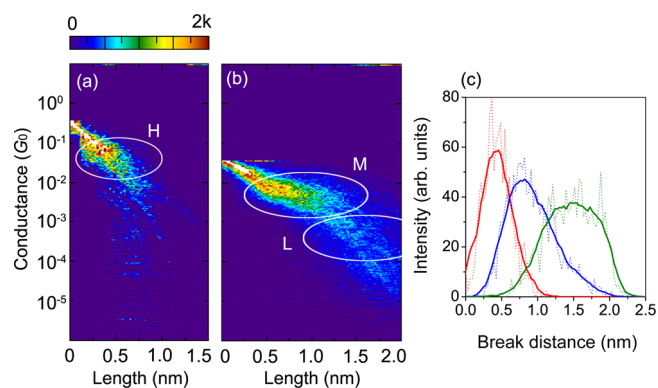 0 2k
(a) (b) (c)
H
M
L
Conductance (G0)
10^0
10^-1
10^-2
10^-3
10^-4
10^-5
0 0.5 1.0 1.5
Length (nm)
0 0.5 1.0 1.5 2.0
Length (nm)
Intensity (arb. units)
80
60
40
20
0
0.0 0.5 1.0 1.5 2.0 2.5
Break distance (nm)